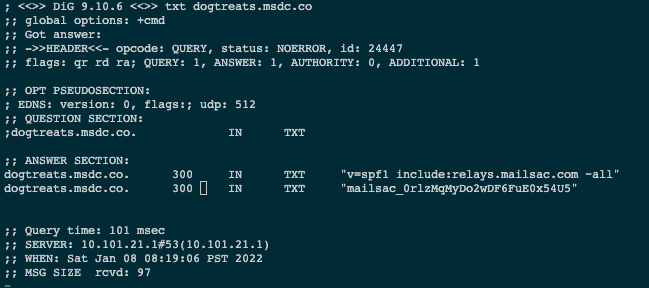 ; <<>> DiG 9.10.6 <<>> txt dogtreats.msdc.co
;; global options: +cmd
;; Got answer:
;; ->>HEADER<<- opcode: QUERY, status: NOERROR, id: 24447
;; flags: qr rd ra; QUERY: 1, ANSWER: 1, AUTHORITY: 0, ADDITIONAL: 1

;; OPT PSEUDOSECTION:
; EDNS: version: 0, flags:; udp: 512
;; QUESTION SECTION:
;dogtreats.msdc.co. IN TXT

;; ANSWER SECTION:
dogtreats.msdc.co. 300 IN TXT "v=spf1 include:relays.mailsac.com ~all"
dogtreats.msdc.co. 300 IN TXT "mailsac_0rlzMqMyDo2wDF6FuE0x54U5"

;; Query time: 101 msec
;; SERVER: 10.101.21.1#53(10.101.21.1)
;; WHEN: Sat Jan 08 08:19:06 PST 2022
;; MSG SIZE rcvd: 97
~